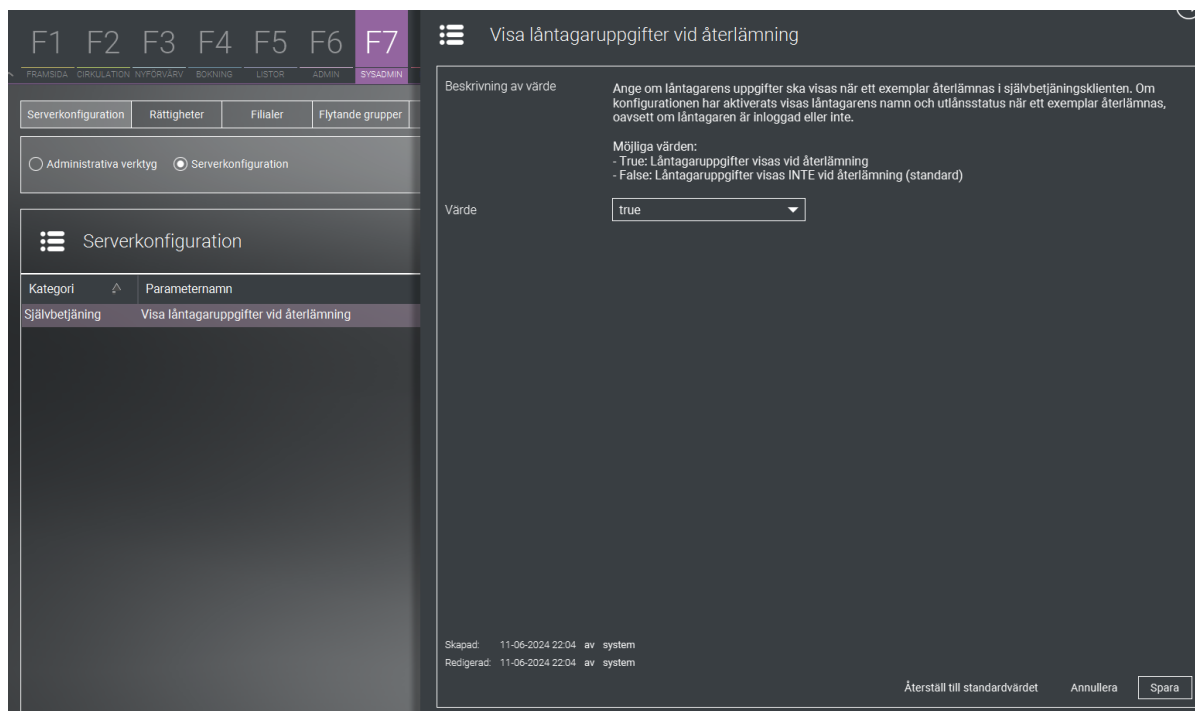 F1 F2 F3 F4 F5 F6 F7
FRAMSIDA CIRKULATION NYFÖRVÄRV BOKNING LISTOR ADMIN SYSADMIN
Serverkonfiguration Rättigheter Filialer Flytande grupper
Administrativa verktyg Serverkonfiguration
Serverkonfiguration
Kategori Parameternamn
Självbetjäning Visa låntagaruppgifter vid återlämning
Visa låntagaruppgifter vid återlämning
Beskrivning av värde
Ange om låntagarens uppgifter ska visas när ett exemplar återlämnas i självbetjäningsklienten. Om
konfigurationen har aktiverats visas låntagarens namn och utlånsstatus när ett exemplar återlämnas,
oavsett om låntagaren är inloggad eller inte.
Möjliga värden:
- True: Låntagaruppgifter visas vid återlämning
- False: Låntagaruppgifter visas INTE vid återlämning (standard)
Värde true
Skapad: 11-06-2024 22:04 av system
Redigerad: 11-06-2024 22:04 av system
Återställ till standardvärdet Annullera Spara